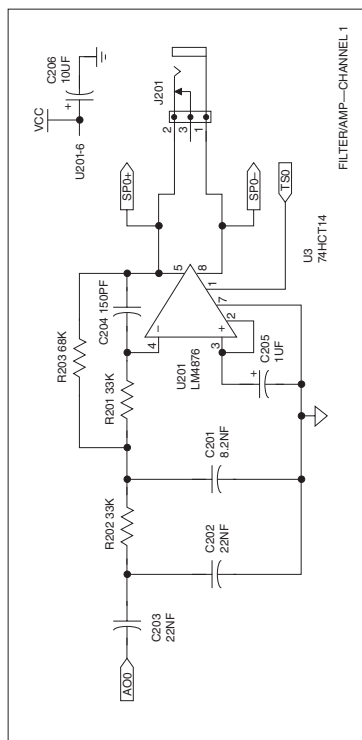 C206
10UF
+
VCC
U201-6
J201
2
3
1
SP0+
SP0–
TS0
R203 68K
C204 150PF
5
8
1
7
2
4
–
+
3
U201
LM4876
U3
74HCT14
R201 33K
C205
1UF
+
R202 33K
C201
8.2NF
C202
22NF
C203
22NF
AO0
FILTER/AMP—CHANNEL 1